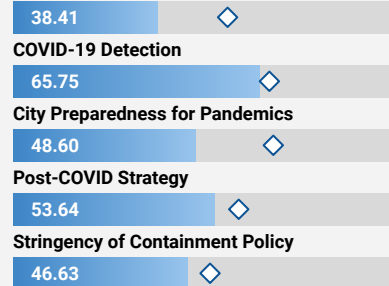 38.41
COVID-19 Detection
65.75
City Preparedness for Pandemics
48.60
Post-COVID Strategy
53.64
Stringency of Containment Policy
46.63